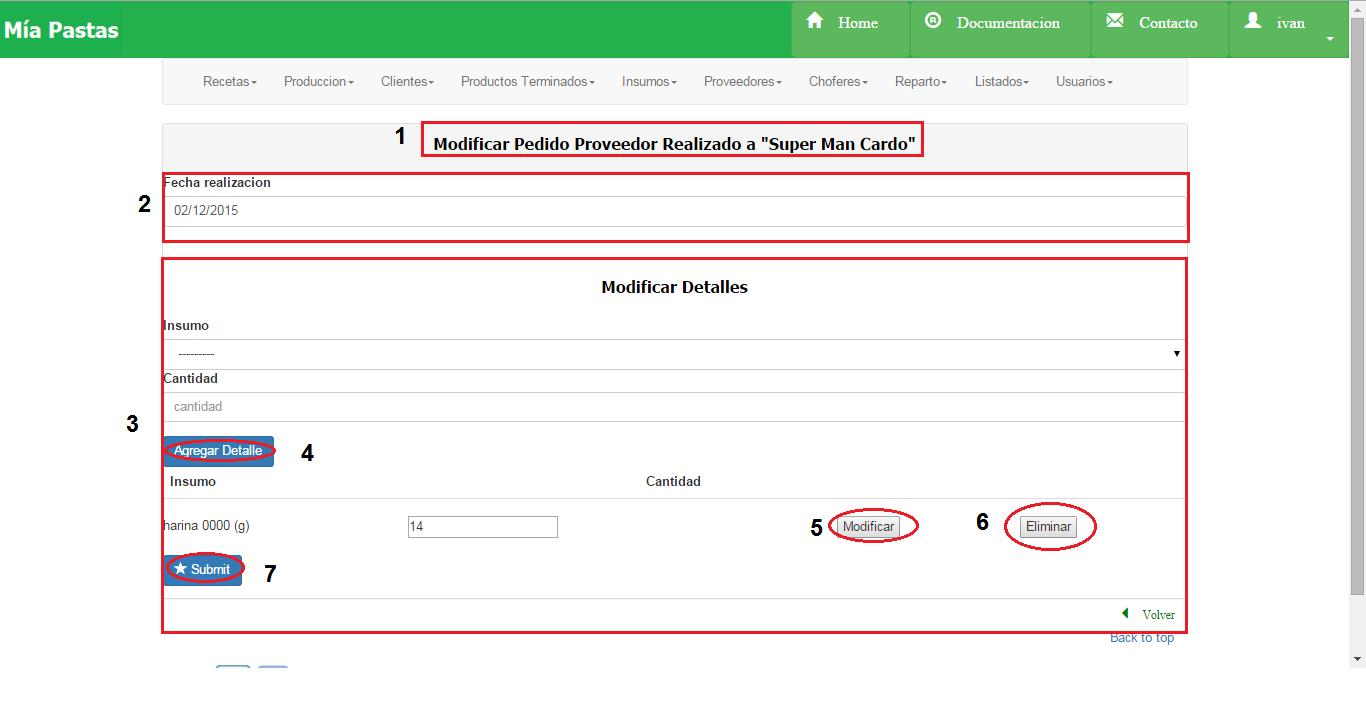 Mía Pastas Home ® Documentacion Contacto ivan
Recetas Produccion Clientes Productos Terminados Insumos Proveedores Choferes Reparto Listados Usuarios
1 Modificar Pedido Proveedor Realizado a "Super Man Cardo"
Fecha realizacion
2 02/12/2015
Modificar Detalles
Insumo
---------
Cantidad
cantidad
3
Agregar Detalle 4
Insumo Cantidad
harina 0000 (g) 14 5 Modificar 6 Eliminar
Submit 7
Volver
Back to top